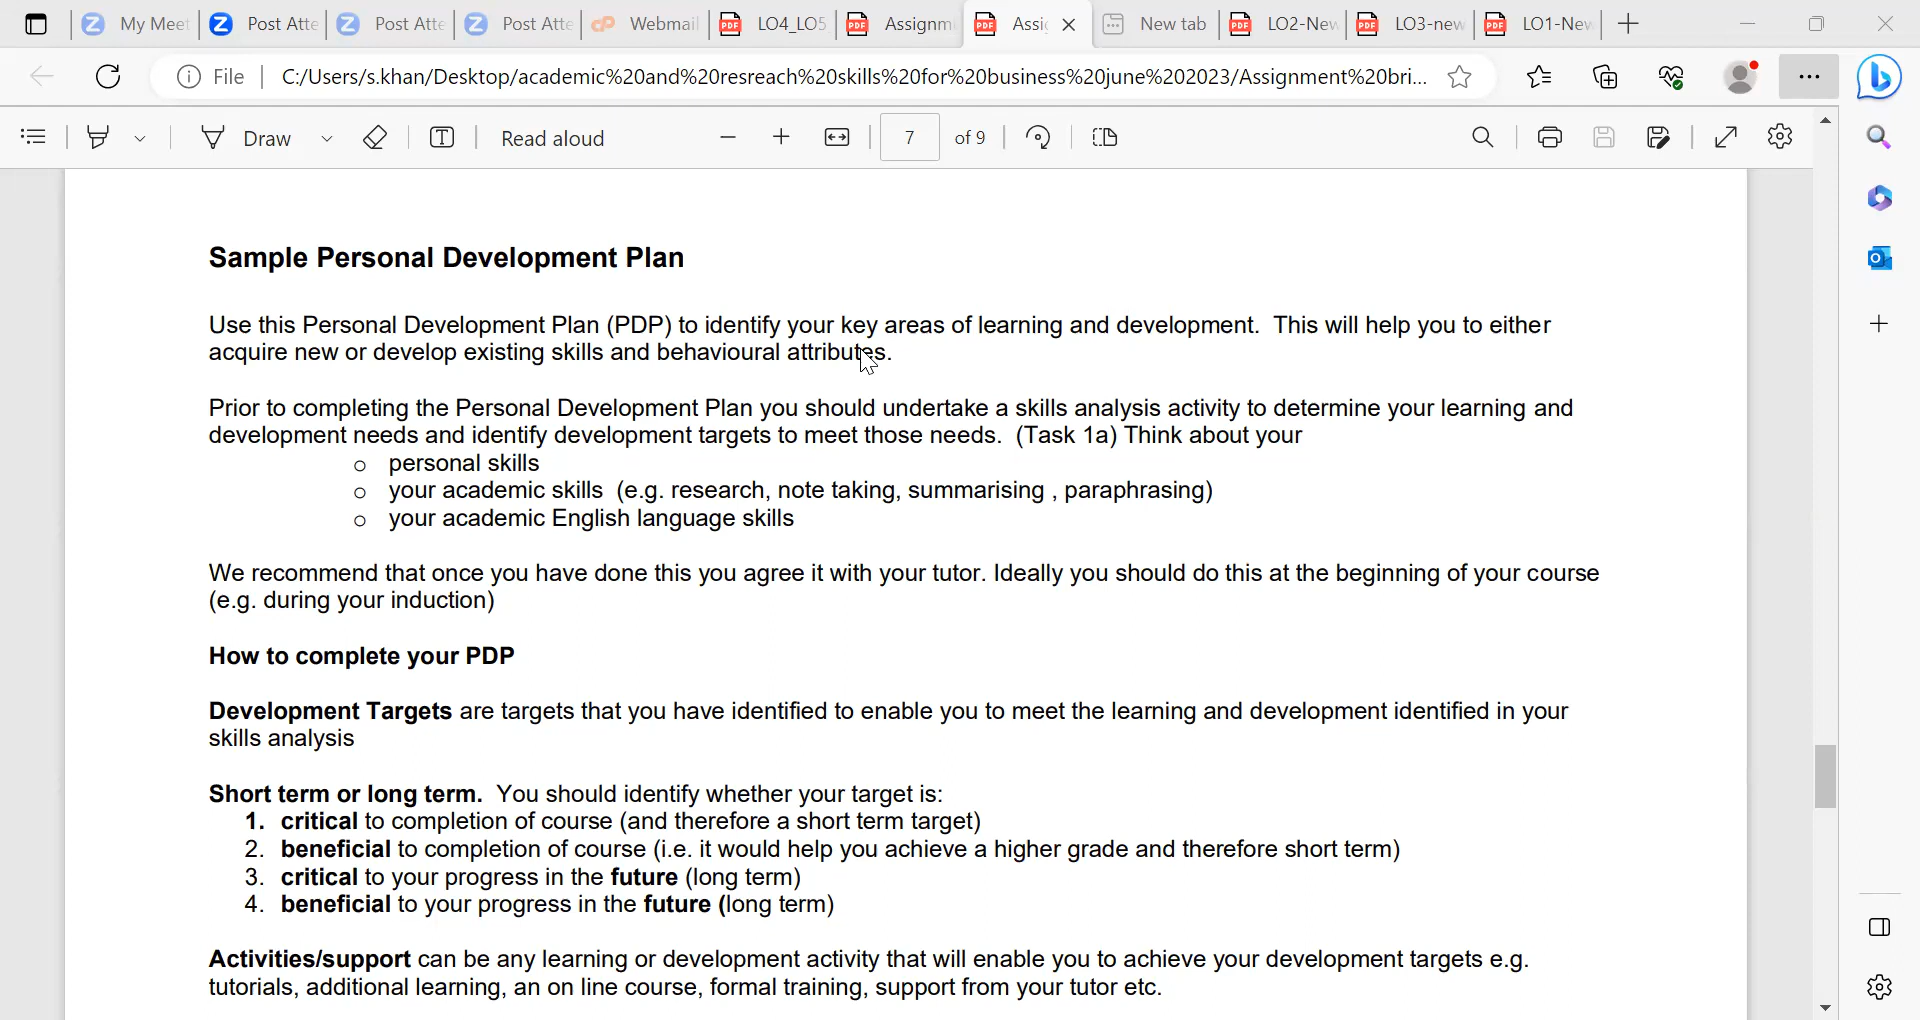 My Meet
Post Atte
Post Atte
Post Atte
Webmail
LO4_LO5
Assignm
Assig
New tab
LO2-New
LO3-new
LO1-New
File
C:/Users/s.khan/Desktop/academic%20and%20resreach%20skills%20for%20business%20june%202023/Assignment%20bri...
Draw
Read aloud
7 of 9
Sample Personal Development Plan
Use this Personal Development Plan (PDP) to identify your key areas of learning and development. This will help you to either
acquire new or develop existing skills and behavioural attributes.
Prior to completing the Personal Development Plan you should undertake a skills analysis activity to determine your learning and
development needs and identify development targets to meet those needs. (Task 1a) Think about your
o personal skills
o your academic skills (e.g. research, note taking, summarising , paraphrasing)
o your academic English language skills
We recommend that once you have done this you agree it with your tutor. Ideally you should do this at the beginning of your course
(e.g. during your induction)
How to complete your PDP
Development Targets are targets that you have identified to enable you to meet the learning and development identified in your
skills analysis
Short term or long term. You should identify whether your target is:
1. critical to completion of course (and therefore a short term target)
2. beneficial to completion of course (i.e. it would help you achieve a higher grade and therefore short term)
3. critical to your progress in the future (long term)
4. beneficial to your progress in the future (long term)
Activities/support can be any learning or development activity that will enable you to achieve your development targets e.g.
tutorials, additional learning, an on line course, formal training, support from your tutor etc.